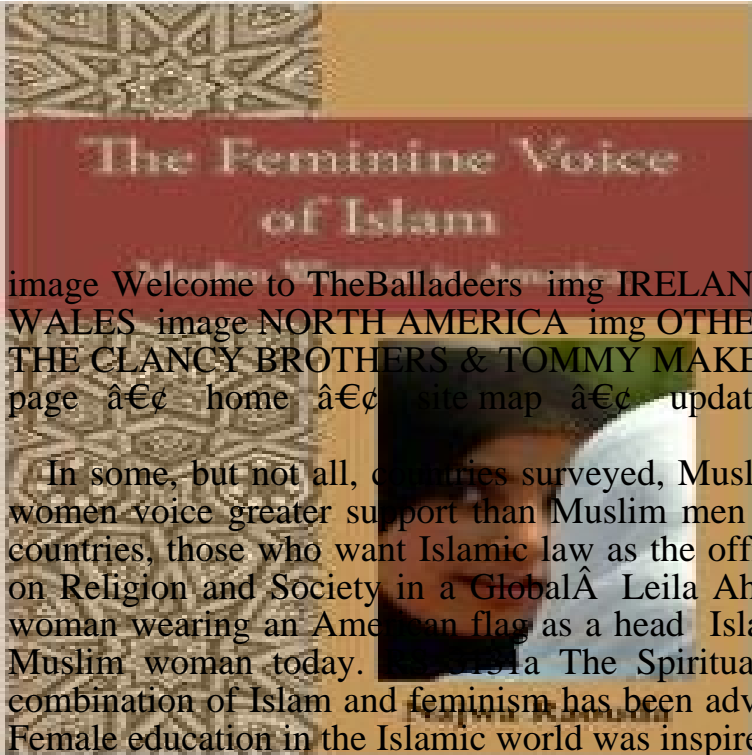 The Feminine Voice
of Islam
image Welcome to TheBalladeers img IRELAN
WALES image NORTH AMERICA img OTHE
THE CLANCY BROTHERS & TOMMY MAKE
page • home • site map • updat
In some, but not all, countries surveyed, Musl
women voice greater support than Muslim men
countries, those who want Islamic law as the off
on Religion and Society in a GlobalÂ Leila Ah
woman wearing an American flag as a head Isla
Muslim woman today. a The Spiritua
combination of Islam and feminism has been adv
Female education in the Islamic world was inspire